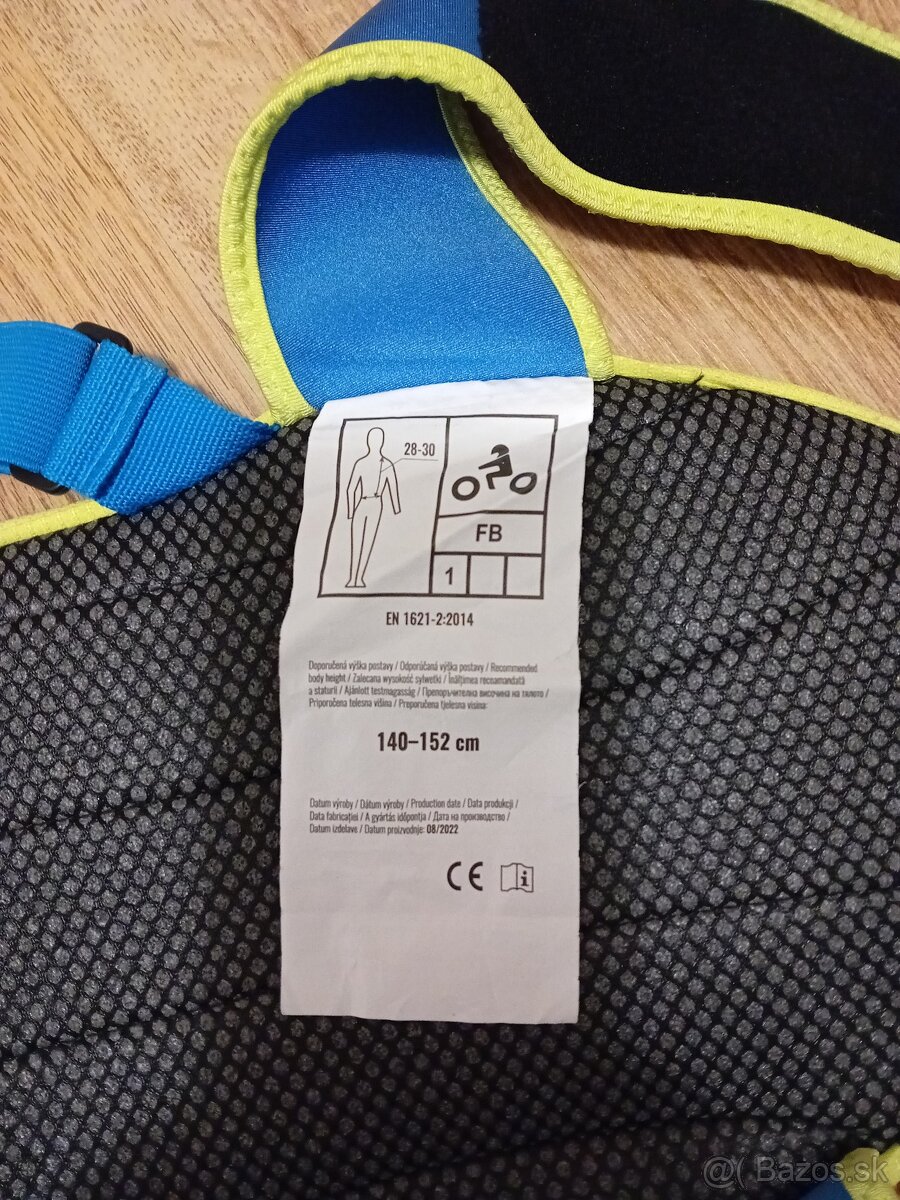 28-30
FB
1
EN 1621-2:2014
Doporučená výška postavy / Odporúčaná výška postavy / Recommended
body height / Zalecana wysokość sylwetki / Înălțimea recoamandată
a staturii / Ajánlott testmagasság / Препоръчителна височина на тялото /
Priporočena telesna višina / Preporučena tjelesna visina:
140–152 cm
Datum výroby / Dátum výroby / Production date / Data produkcji /
Data fabricației / A gyártás időpontja / Дата на производство /
Datum izdelave / Datum proizvodnje: 08/2022
CE
i
@( Bazos.sk